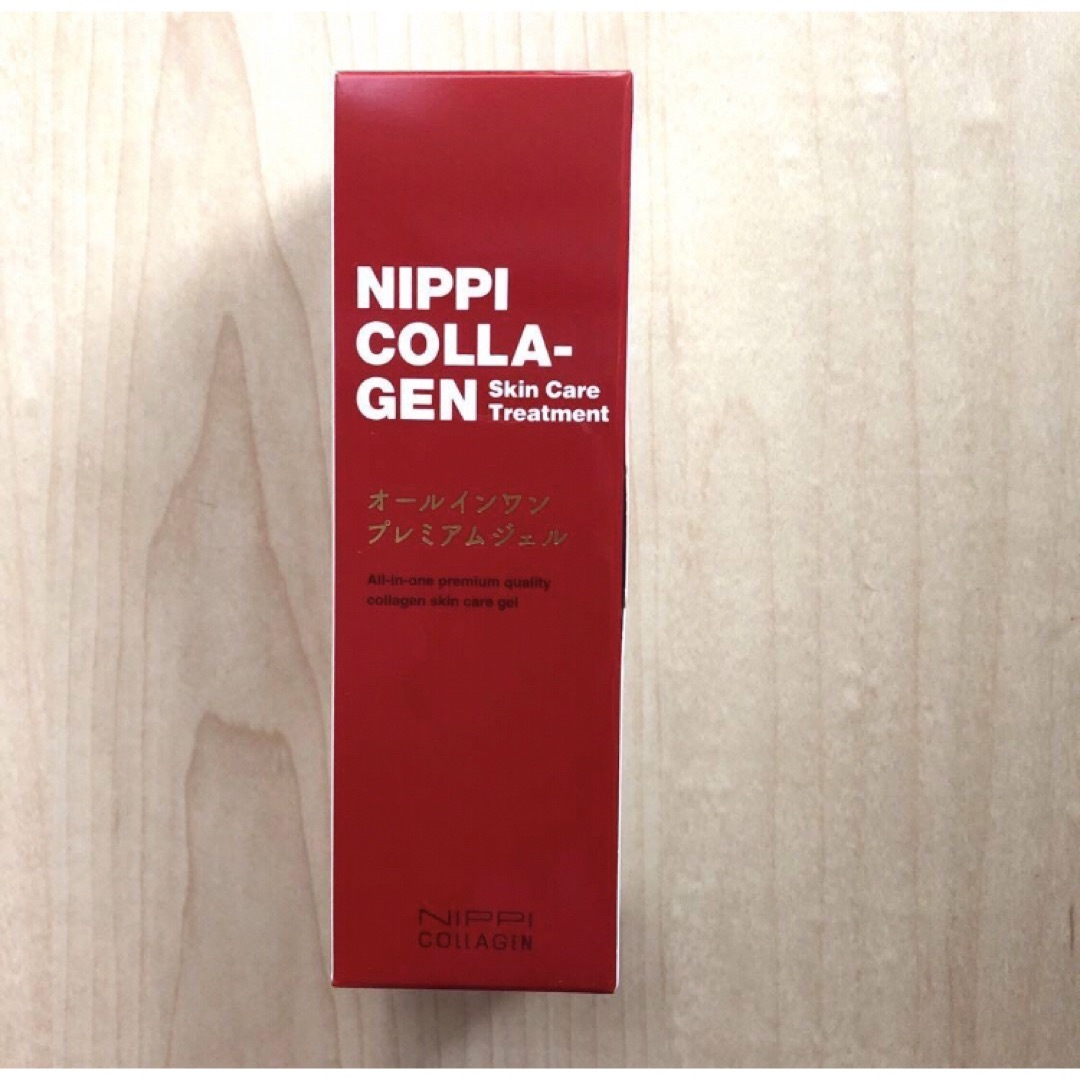 NIPPI
COLLA-
GEN Skin Care
Treatment
オールインワン
プレミアムジェル
All-in-one premium quality
collagen skin care gel
NIPPI
COLLAGEN